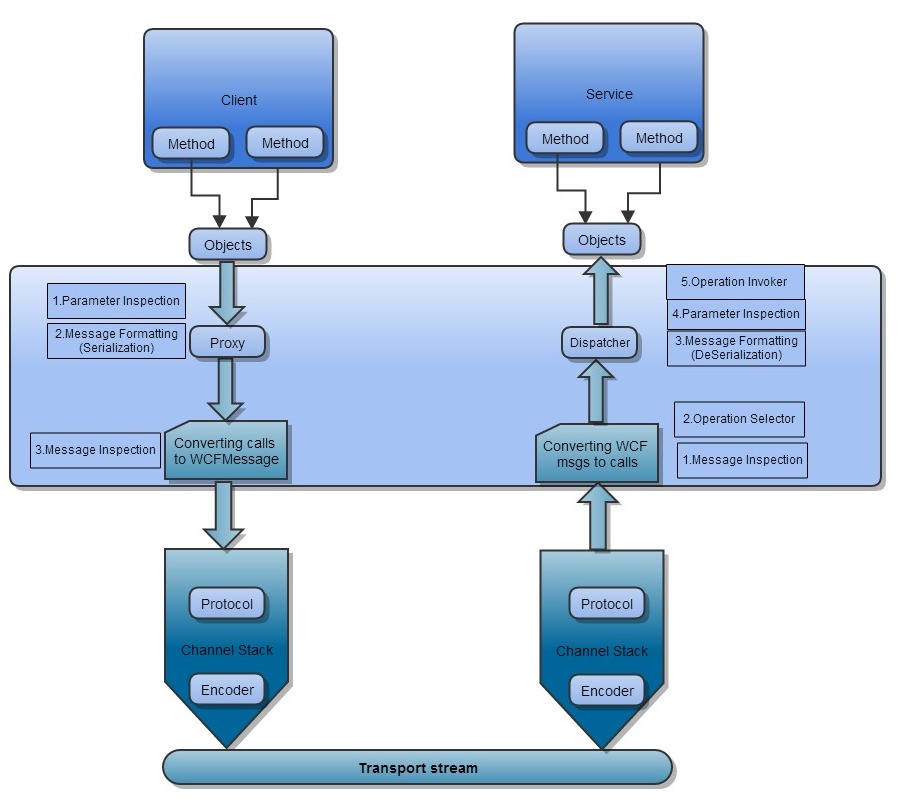 Client
Method
Method
Service
Method
Method
Objects
Objects
1.Parameter Inspection
2.Message Formatting
(Serialization)
Proxy
Dispatcher
5.Operation Invoker
4.Parameter Inspection
3.Message Formatting
(DeSerialization)
3.Message Inspection
Converting calls
to WCFMessage
Converting WCF
msgs to calls
2.Operation Selector
1.Message Inspection
Protocol
Channel Stack
Encoder
Protocol
Channel Stack
Encoder
Transport stream